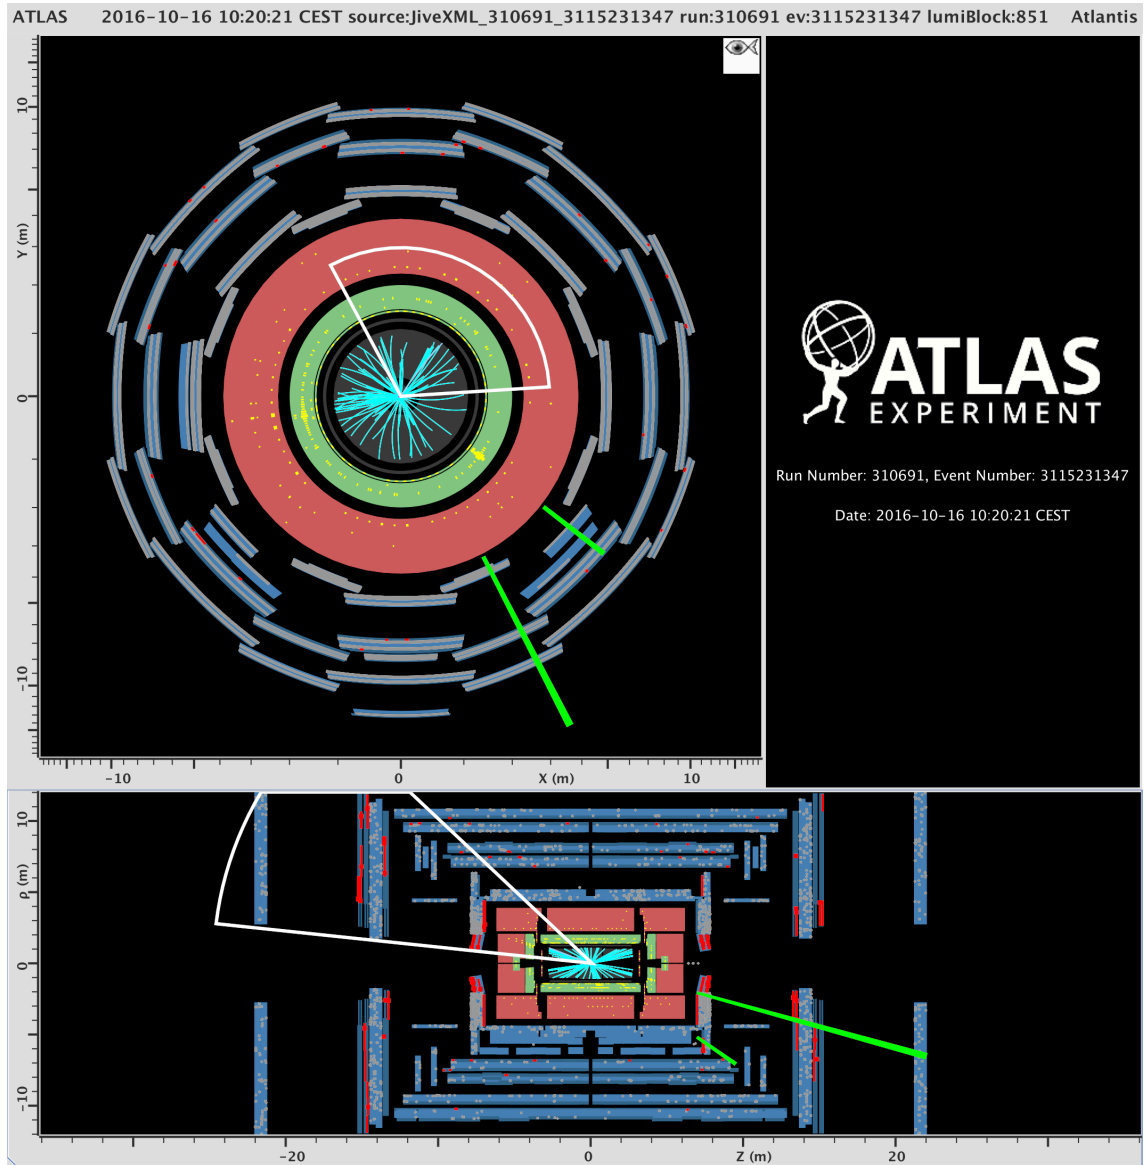 ATLAS 2016-10-16 10:20:21 CEST source:JiveXML_310691_3115231347 run:310691 ev:3115231347 lumiBlock:851 Atlantis
10
Y (m)
0
-10
-10 0 X (m) 10
ATLAS
EXPERIMENT
Run Number: 310691, Event Number: 3115231347
Date: 2016-10-16 10:20:21 CEST
10
ρ (m)
0
-10
-20 0 Z (m) 20